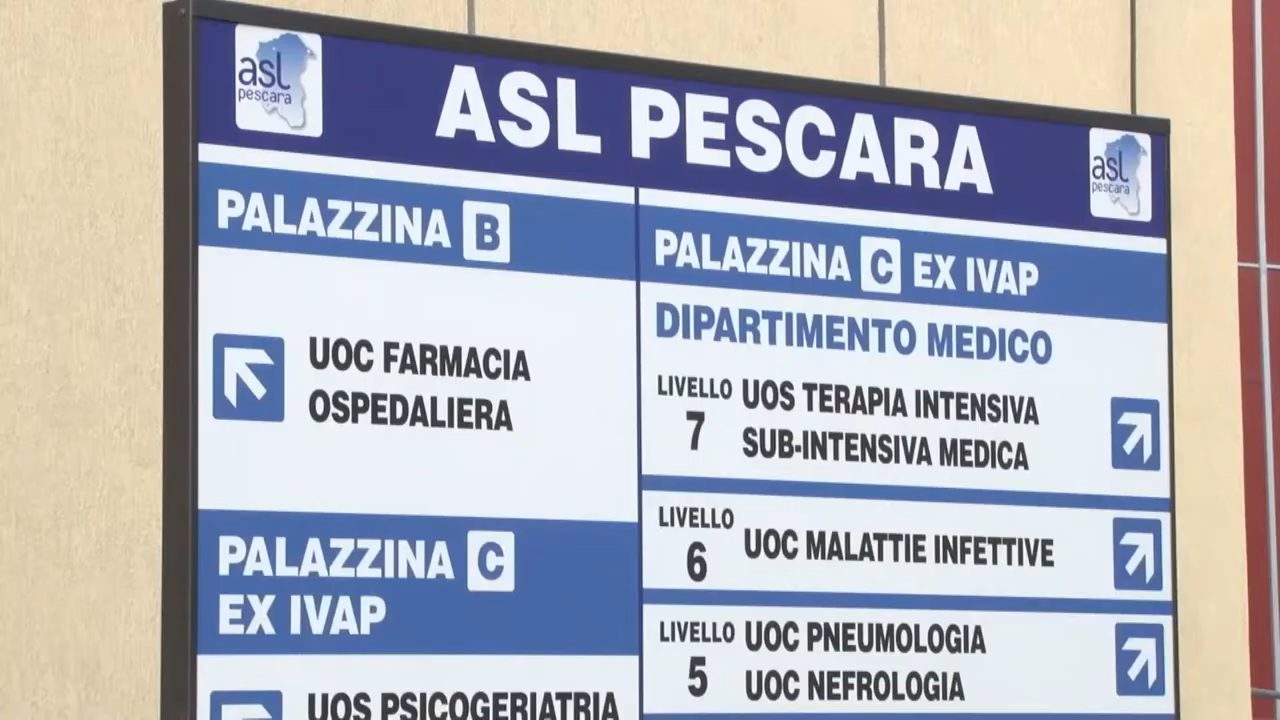 asl
pescara
ASL PESCARA
asl
pescara
PALAZZINA B
UOC FARMACIA
OSPEDALIERA
PALAZZINA C
EX IVAP
UOS PSICOGERIATRIA
PALAZZINA C EX IVAP
DIPARTIMENTO MEDICO
LIVELLO
7
UOS TERAPIA INTENSIVA
SUB-INTENSIVA MEDICA
LIVELLO
6
UOC MALATTIE INFETTIVE
LIVELLO
5
UOC PNEUMOLOGIA
UOC NEFROLOGIA